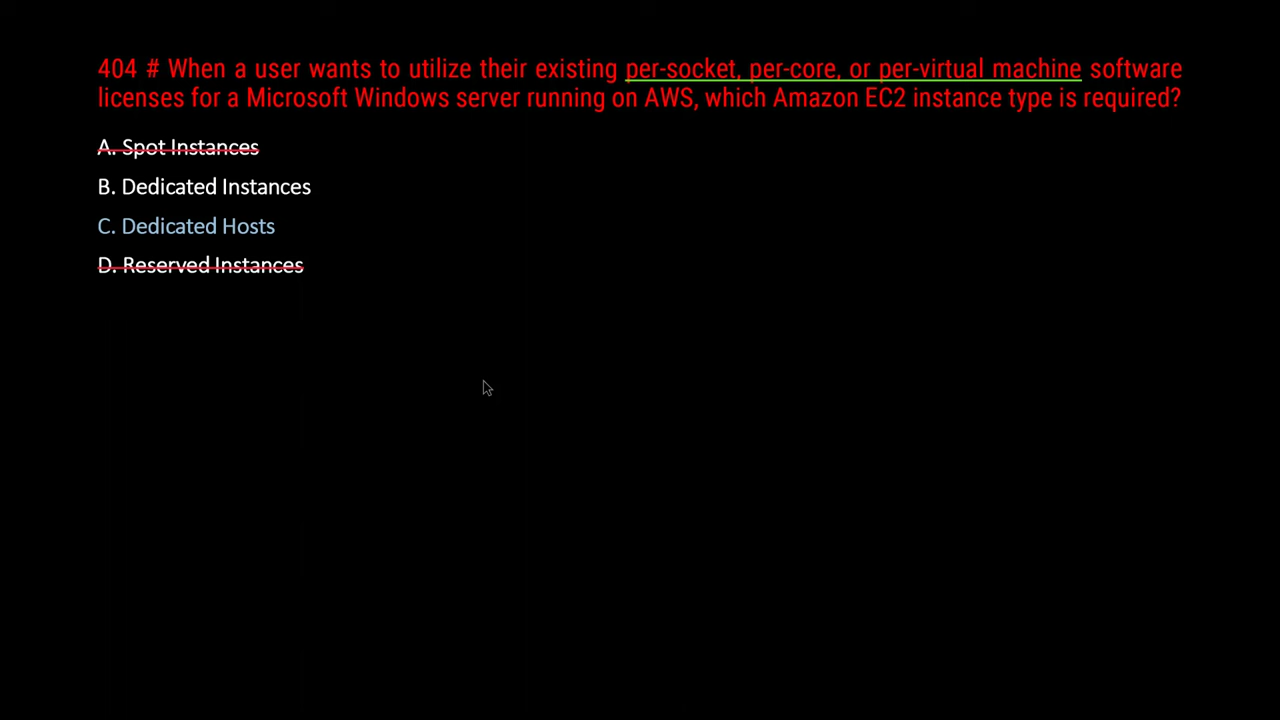 404 # When a user wants to utilize their existing per-socket, per-core, or per-virtual machine software
licenses for a Microsoft Windows server running on AWS, which Amazon EC2 instance type is required?
A. Spot Instances
B. Dedicated Instances
C. Dedicated Hosts
D. Reserved Instances